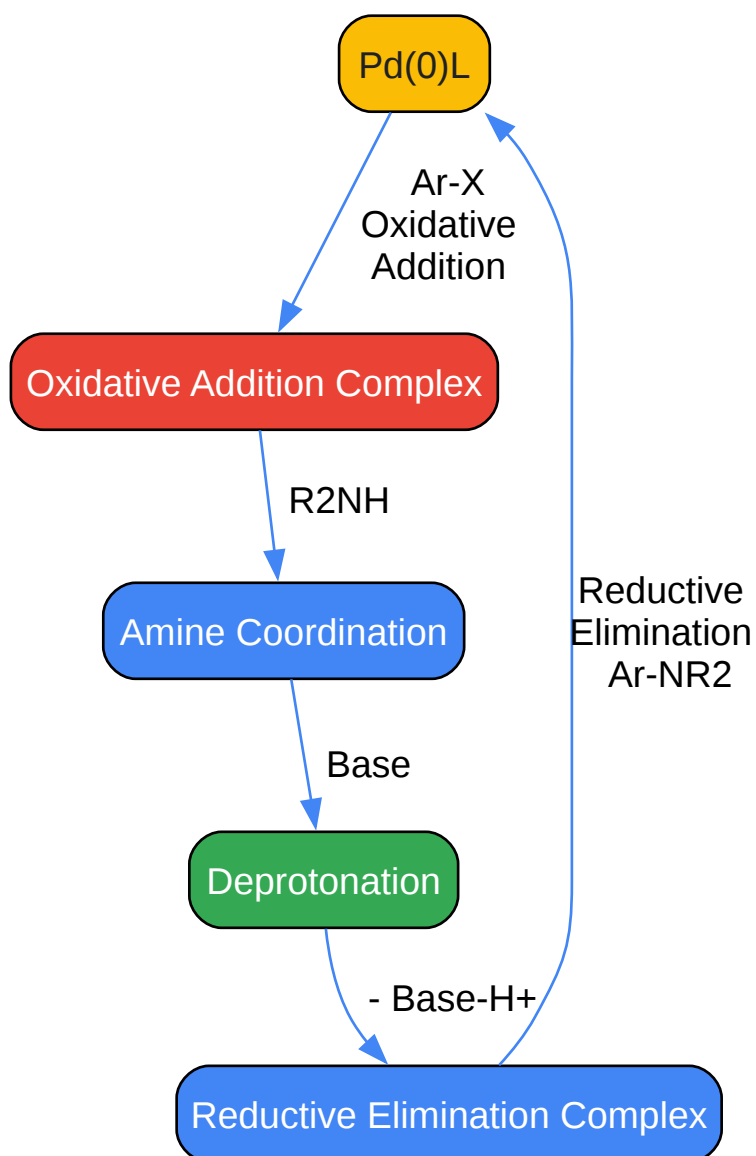 Pd(0)L
Ar-X
Oxidative
Addition
Oxidative Addition Complex
R2NH
Amine Coordination
Reductive
Elimination
Ar-NR2
Base
Deprotonation
- Base-H+
Reductive Elimination Complex